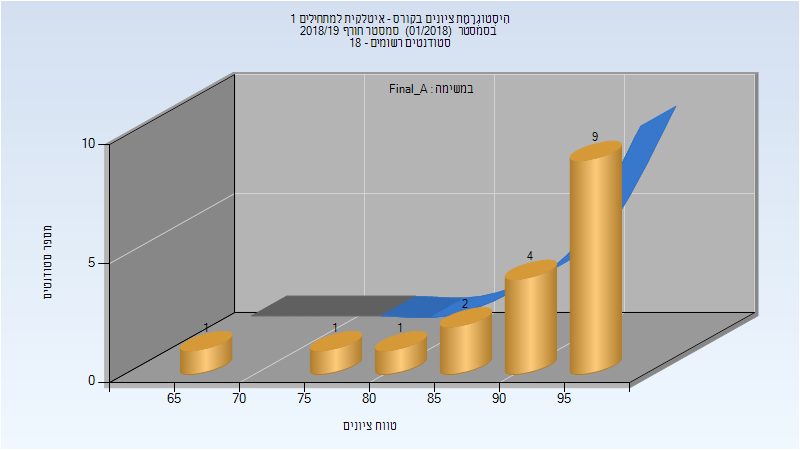 היסטוגרמת ציונים בקורס - איטלקית למתחילים 1
בסמסטר (01/2018) סמסטר חורף 2018/19
סטודנטים רשומים - 18
במשימה : Final_A
מספר סטודנטים
10
5
0
1
1
1
2
4
9
65
70
75
80
85
90
95
טווח ציונים